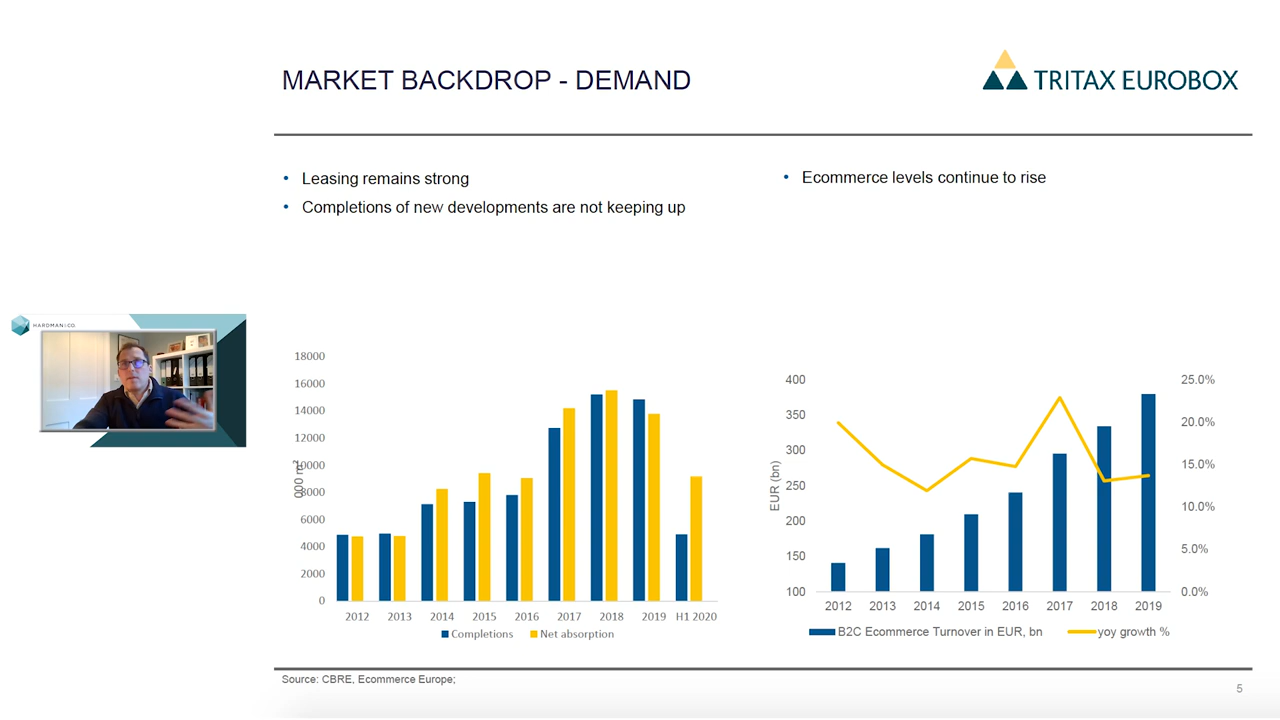 MARKET BACKDROP - DEMAND
TRITAX EUROBOX
• Leasing remains strong
• Completions of new developments are not keeping up
• Ecommerce levels continue to rise
HARDMAN&CO.
18000
16000
14000
12000
10000
8000
6000
4000
2000
0
000 m²
2012 2013 2014 2015 2016 2017 2018 2019 H1 2020
Completions Net absorption
400
350
300
250
200
150
100
EUR (bn)
25.0%
20.0%
15.0%
10.0%
5.0%
0.0%
2012 2013 2014 2015 2016 2017 2018 2019
B2C Ecommerce Turnover in EUR, bn yoy growth %
Source: CBRE, Ecommerce Europe;
5